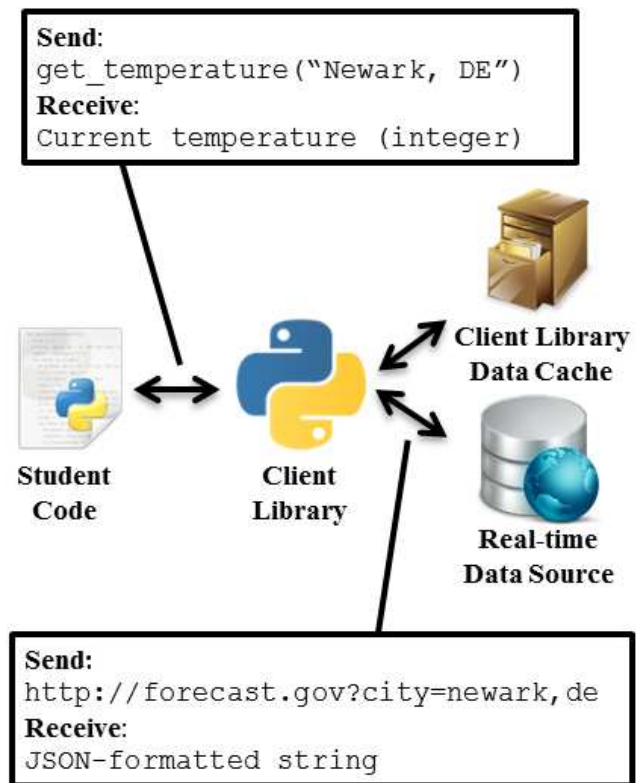 Send:
get_temperature(“Newark, DE”)
Receive:
Current temperature (integer)
Client Library
Data Cache
Student
Code
Client
Library
Real-time
Data Source
Send:
http://forecast.gov?city=newark,de
Receive:
JSON-formatted string